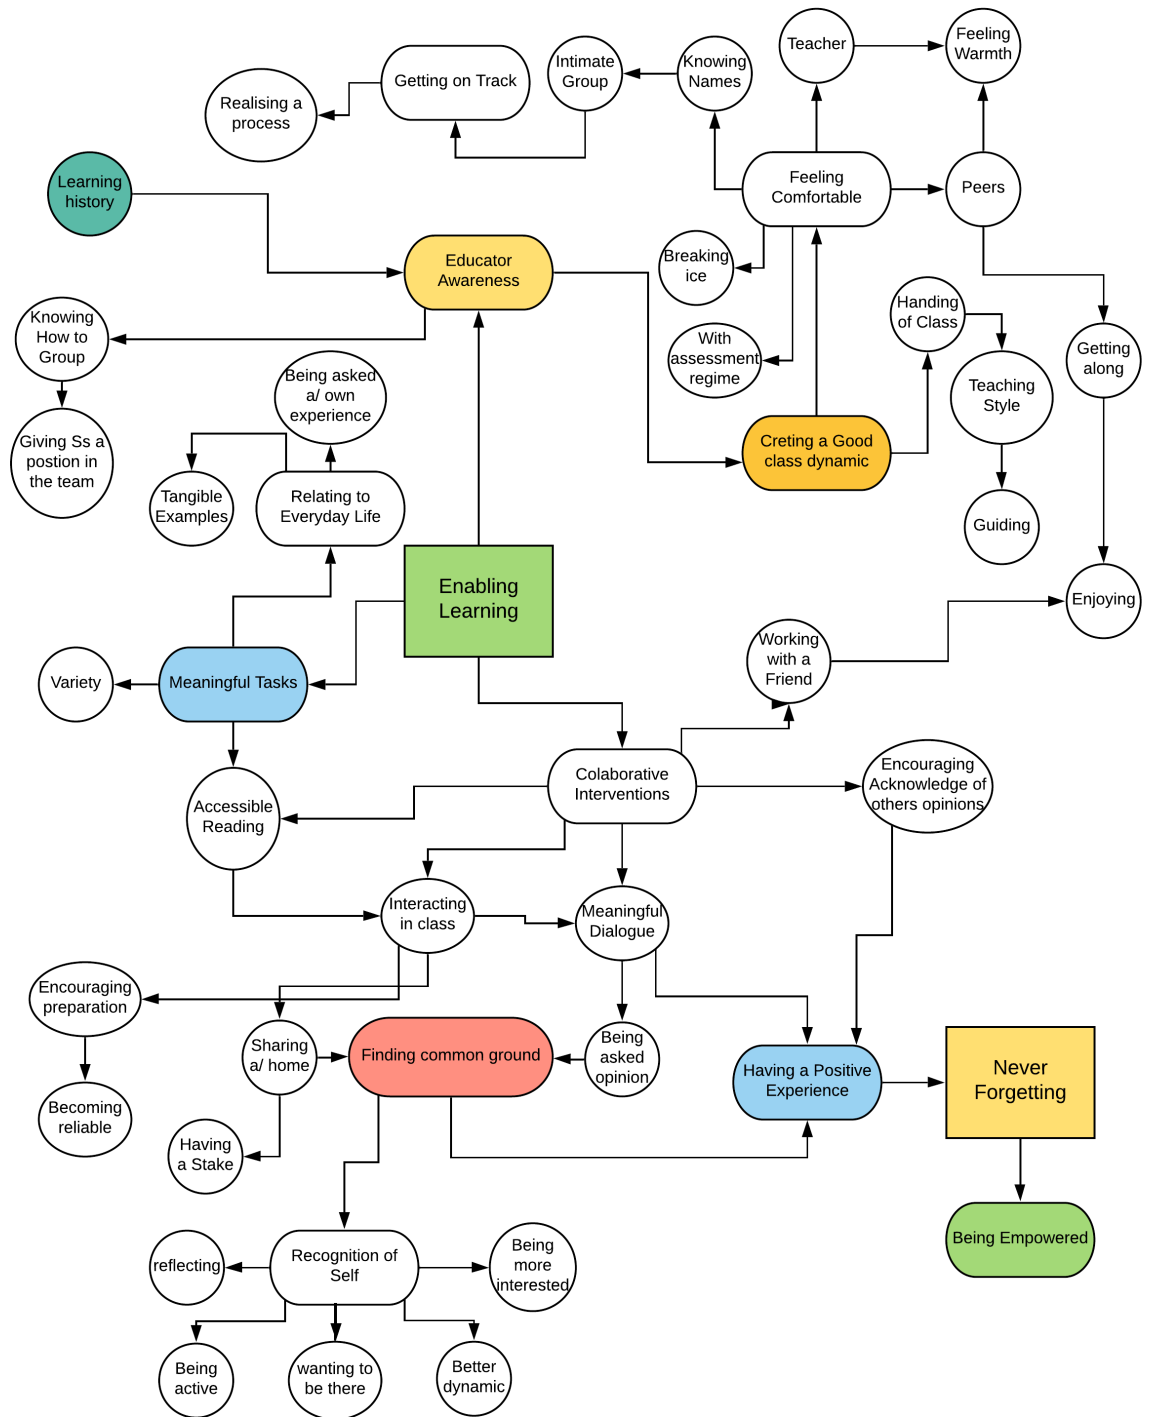 Teacher
Feeling
Warmth
Intimate
Group
Knowing
Names
Getting on Track
Realising a
process
Learning
history
Feeling
Comfortable
Peers
Breaking
ice
Educator
Awareness
Handing
of Class
Knowing
How to
Group
With
assessment
regime
Getting
along
Being asked
a/ own
experience
Teaching
Style
Giving Ss a
postion in
the team
Creting a Good
class dynamic
Tangible
Examples
Relating to
Everyday Life
Guiding
Enabling
Learning
Enjoying
Working
with a
Friend
Variety
Meaningful Tasks
Colaborative
Interventions
Encouraging
Acknowledge of
others opinions
Accessible
Reading
Interacting
in class
Meaningful
Dialogue
Encouraging
preparation
Sharing
a/ home
Finding common ground
Being
asked
opinion
Having a Positive
Experience
Never
Forgetting
Becoming
reliable
Having
a Stake
Being Empowered
reflecting
Recognition of
Self
Being
more
interested
Being
active
wanting to
be there
Better
dynamic